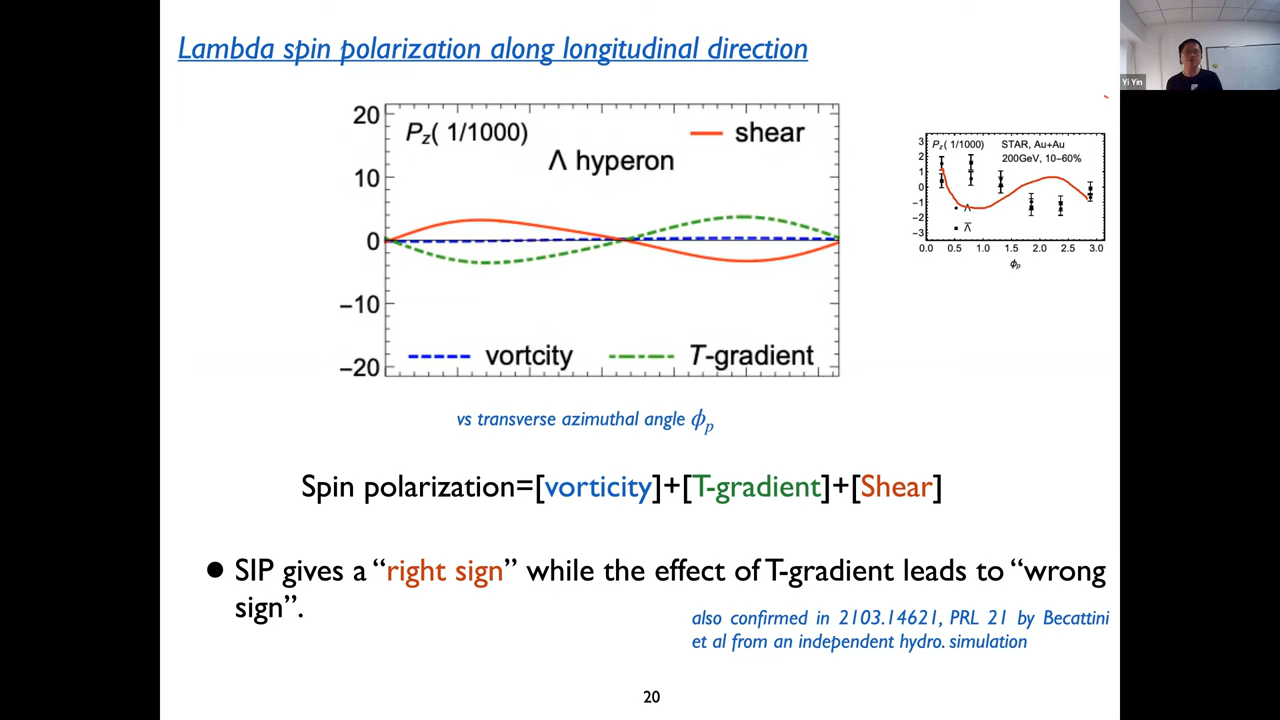 Lambda spin polarization along longitudinal direction
Yi Yin
20
10
0
−10
−20
P_z( 1/1000)
shear
Λ hyperon
vortcity
T-gradient
vs transverse azimuthal angle ϕ_p
3
2
1
0
−1
−2
−3
P_z( 1/1000)
STAR, Au+Au
200GeV, 10−60%
Λ
Λ̅
0.0 0.5 1.0 1.5 2.0 2.5 3.0
ϕ_p
Spin polarization=[vorticity]+[T-gradient]+[Shear]
● SIP gives a “right sign” while the effect of T-gradient leads to “wrong
sign”.
also confirmed in 2103.14621, PRL 21 by Becattini
et al from an independent hydro. simulation
20